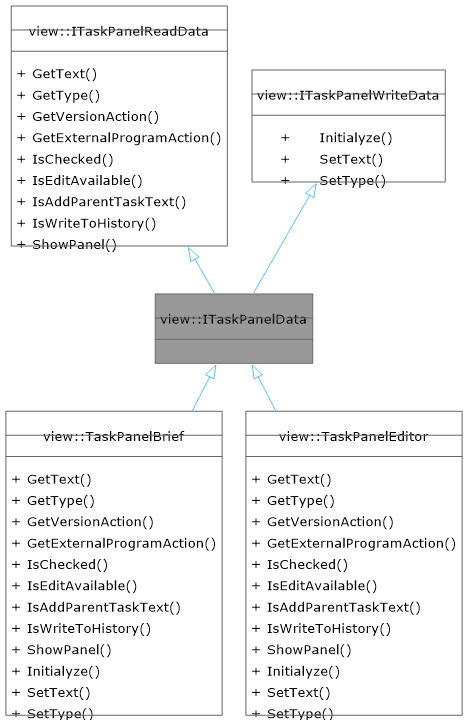 view::ITaskPanelReadData
+ GetText()
+ GetType()
+ GetVersionAction()
+ GetExternalProgramAction()
+ IsChecked()
+ IsEditAvailable()
+ IsAddParentTaskText()
+ IsWriteToHistory()
+ ShowPanel()
view::ITaskPanelWriteData
+ Initialyze()
+ SetText()
+ SetType()
view::ITaskPanelData
view::TaskPanelBrief
+ GetText()
+ GetType()
+ GetVersionAction()
+ GetExternalProgramAction()
+ IsChecked()
+ IsEditAvailable()
+ IsAddParentTaskText()
+ IsWriteToHistory()
+ ShowPanel()
+ Initialyze()
+ SetText()
+ SetType()
view::TaskPanelEditor
+ GetText()
+ GetType()
+ GetVersionAction()
+ GetExternalProgramAction()
+ IsChecked()
+ IsEditAvailable()
+ IsAddParentTaskText()
+ IsWriteToHistory()
+ ShowPanel()
+ Initialyze()
+ SetText()
+ SetType()